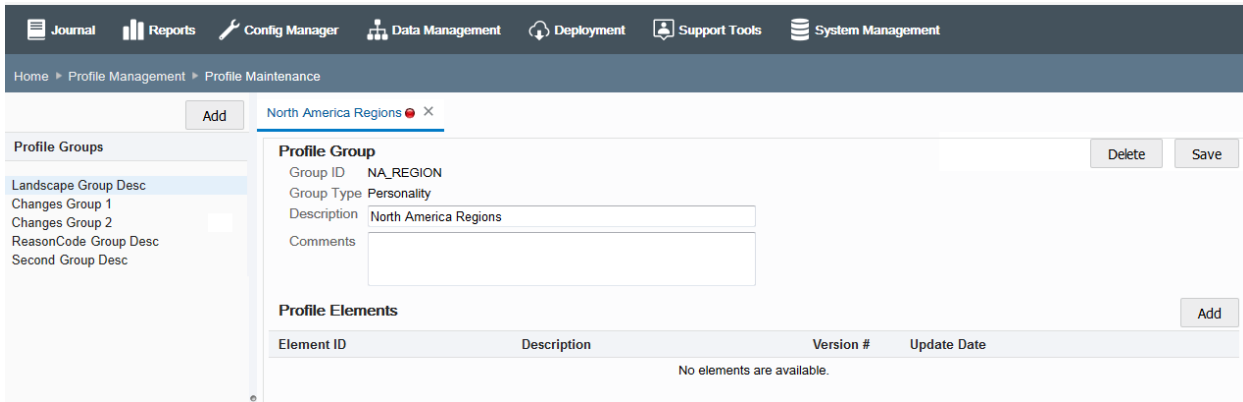 Journal Reports Config Manager Data Management Deployment Support Tools System Management
Home Profile Management Profile Maintenance
Add
North America Regions
Profile Groups
Landscape Group Desc
Changes Group 1
Changes Group 2
ReasonCode Group Desc
Second Group Desc
Profile Group
Delete Save
Group ID NA_REGION
Group Type Personality
Description North America Regions
Comments
Profile Elements
Add
Element ID Description Version # Update Date
No elements are available.